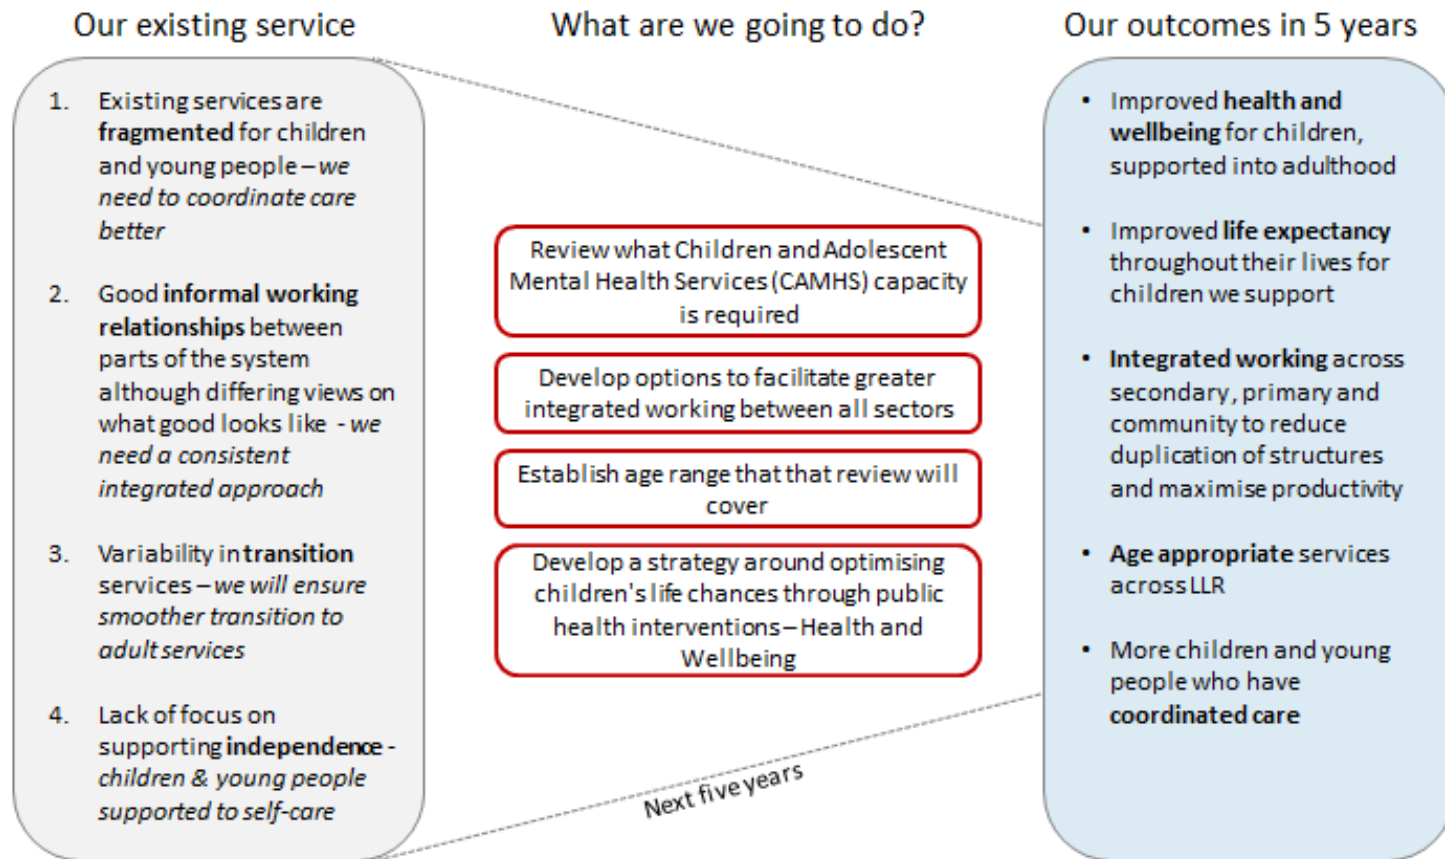 Our existing service
1. Existing services are
fragmented for children
and young people – we
need to coordinate care
better
2. Good informal working
relationships between
parts of the system
although differing views on
what good looks like - we
need a consistent
integrated approach
3. Variability in transition
services – we will ensure
smoother transition to
adult services
4. Lack of focus on
supporting independence -
children & young people
supported to self-care
What are we going to do?
Review what Children and Adolescent
Mental Health Services (CAMHS) capacity
is required
Develop options to facilitate greater
integrated working between all sectors
Establish age range that that review will
cover
Develop a strategy around optimising
children's life chances through public
health interventions – Health and
Wellbeing
Next five years
Our outcomes in 5 years
• Improved health and
wellbeing for children,
supported into adulthood
• Improved life expectancy
throughout their lives for
children we support
• Integrated working across
secondary, primary and
community to reduce
duplication of structures
and maximise productivity
• Age appropriate services
across LLR
• More children and young
people who have
coordinated care